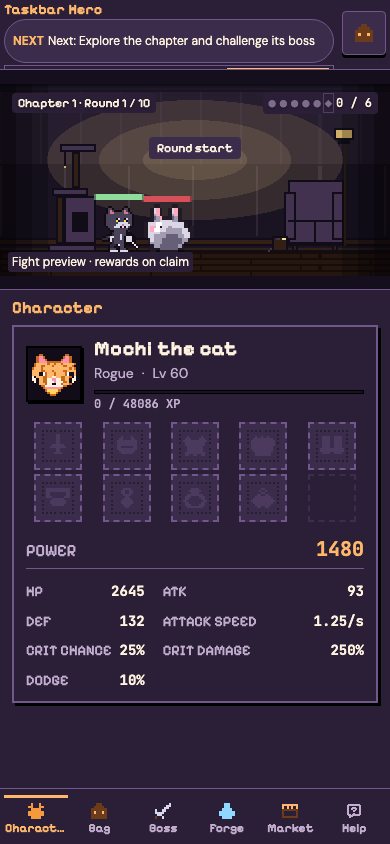 Taskbar Hero
NEXT Next: Explore the chapter and challenge its boss
Chapter 1 · Round 1 / 10
0 / 6
Round start
Fight preview · rewards on claim
Character
Mochi the cat
Rogue · Lv 60
0 / 48086 XP
POWER 1480
HP 2645 ATK 93
DEF 132 ATTACK SPEED 1.25/s
CRIT CHANCE 25% CRIT DAMAGE 250%
DODGE 10%
Charact... Bag Boss Forge Market Help